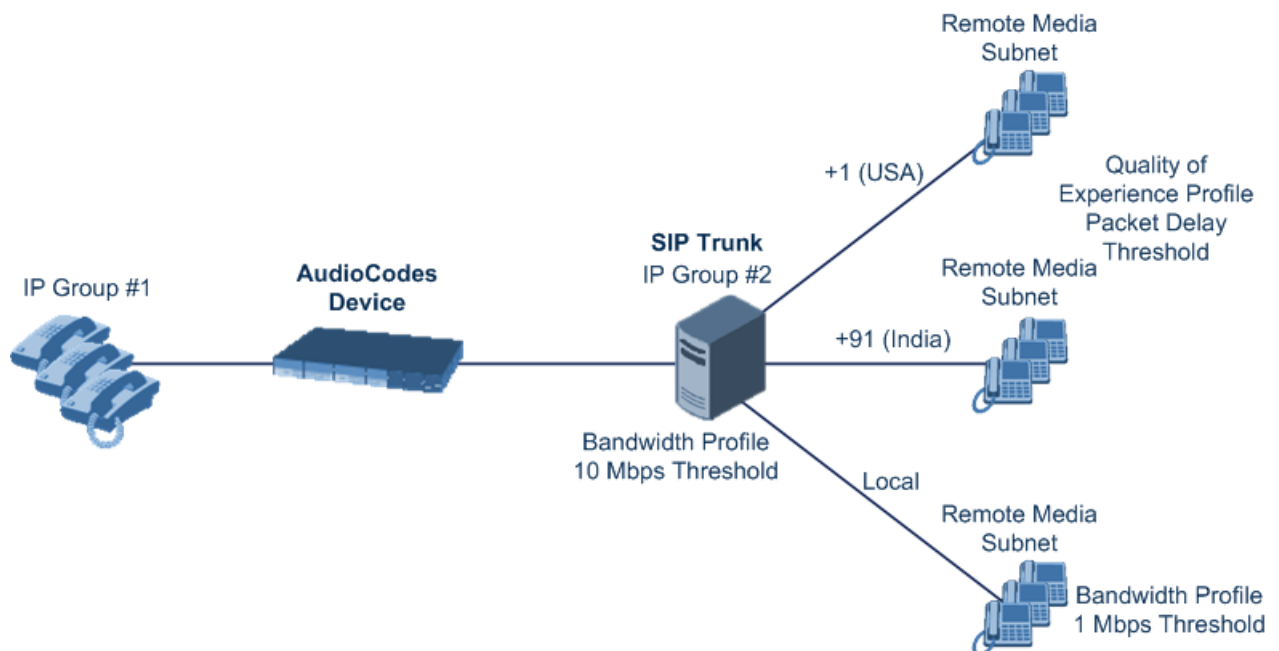 Remote Media
Subnet
+1 (USA)
Quality of
Experience Profile
Packet Delay
Threshold
SIP Trunk
IP Group #2
AudioCodes
Device
IP Group #1
Remote Media
Subnet
+91 (India)
Bandwidth Profile
10 Mbps Threshold
Local
Remote Media
Subnet
Bandwidth Profile
1 Mbps Threshold